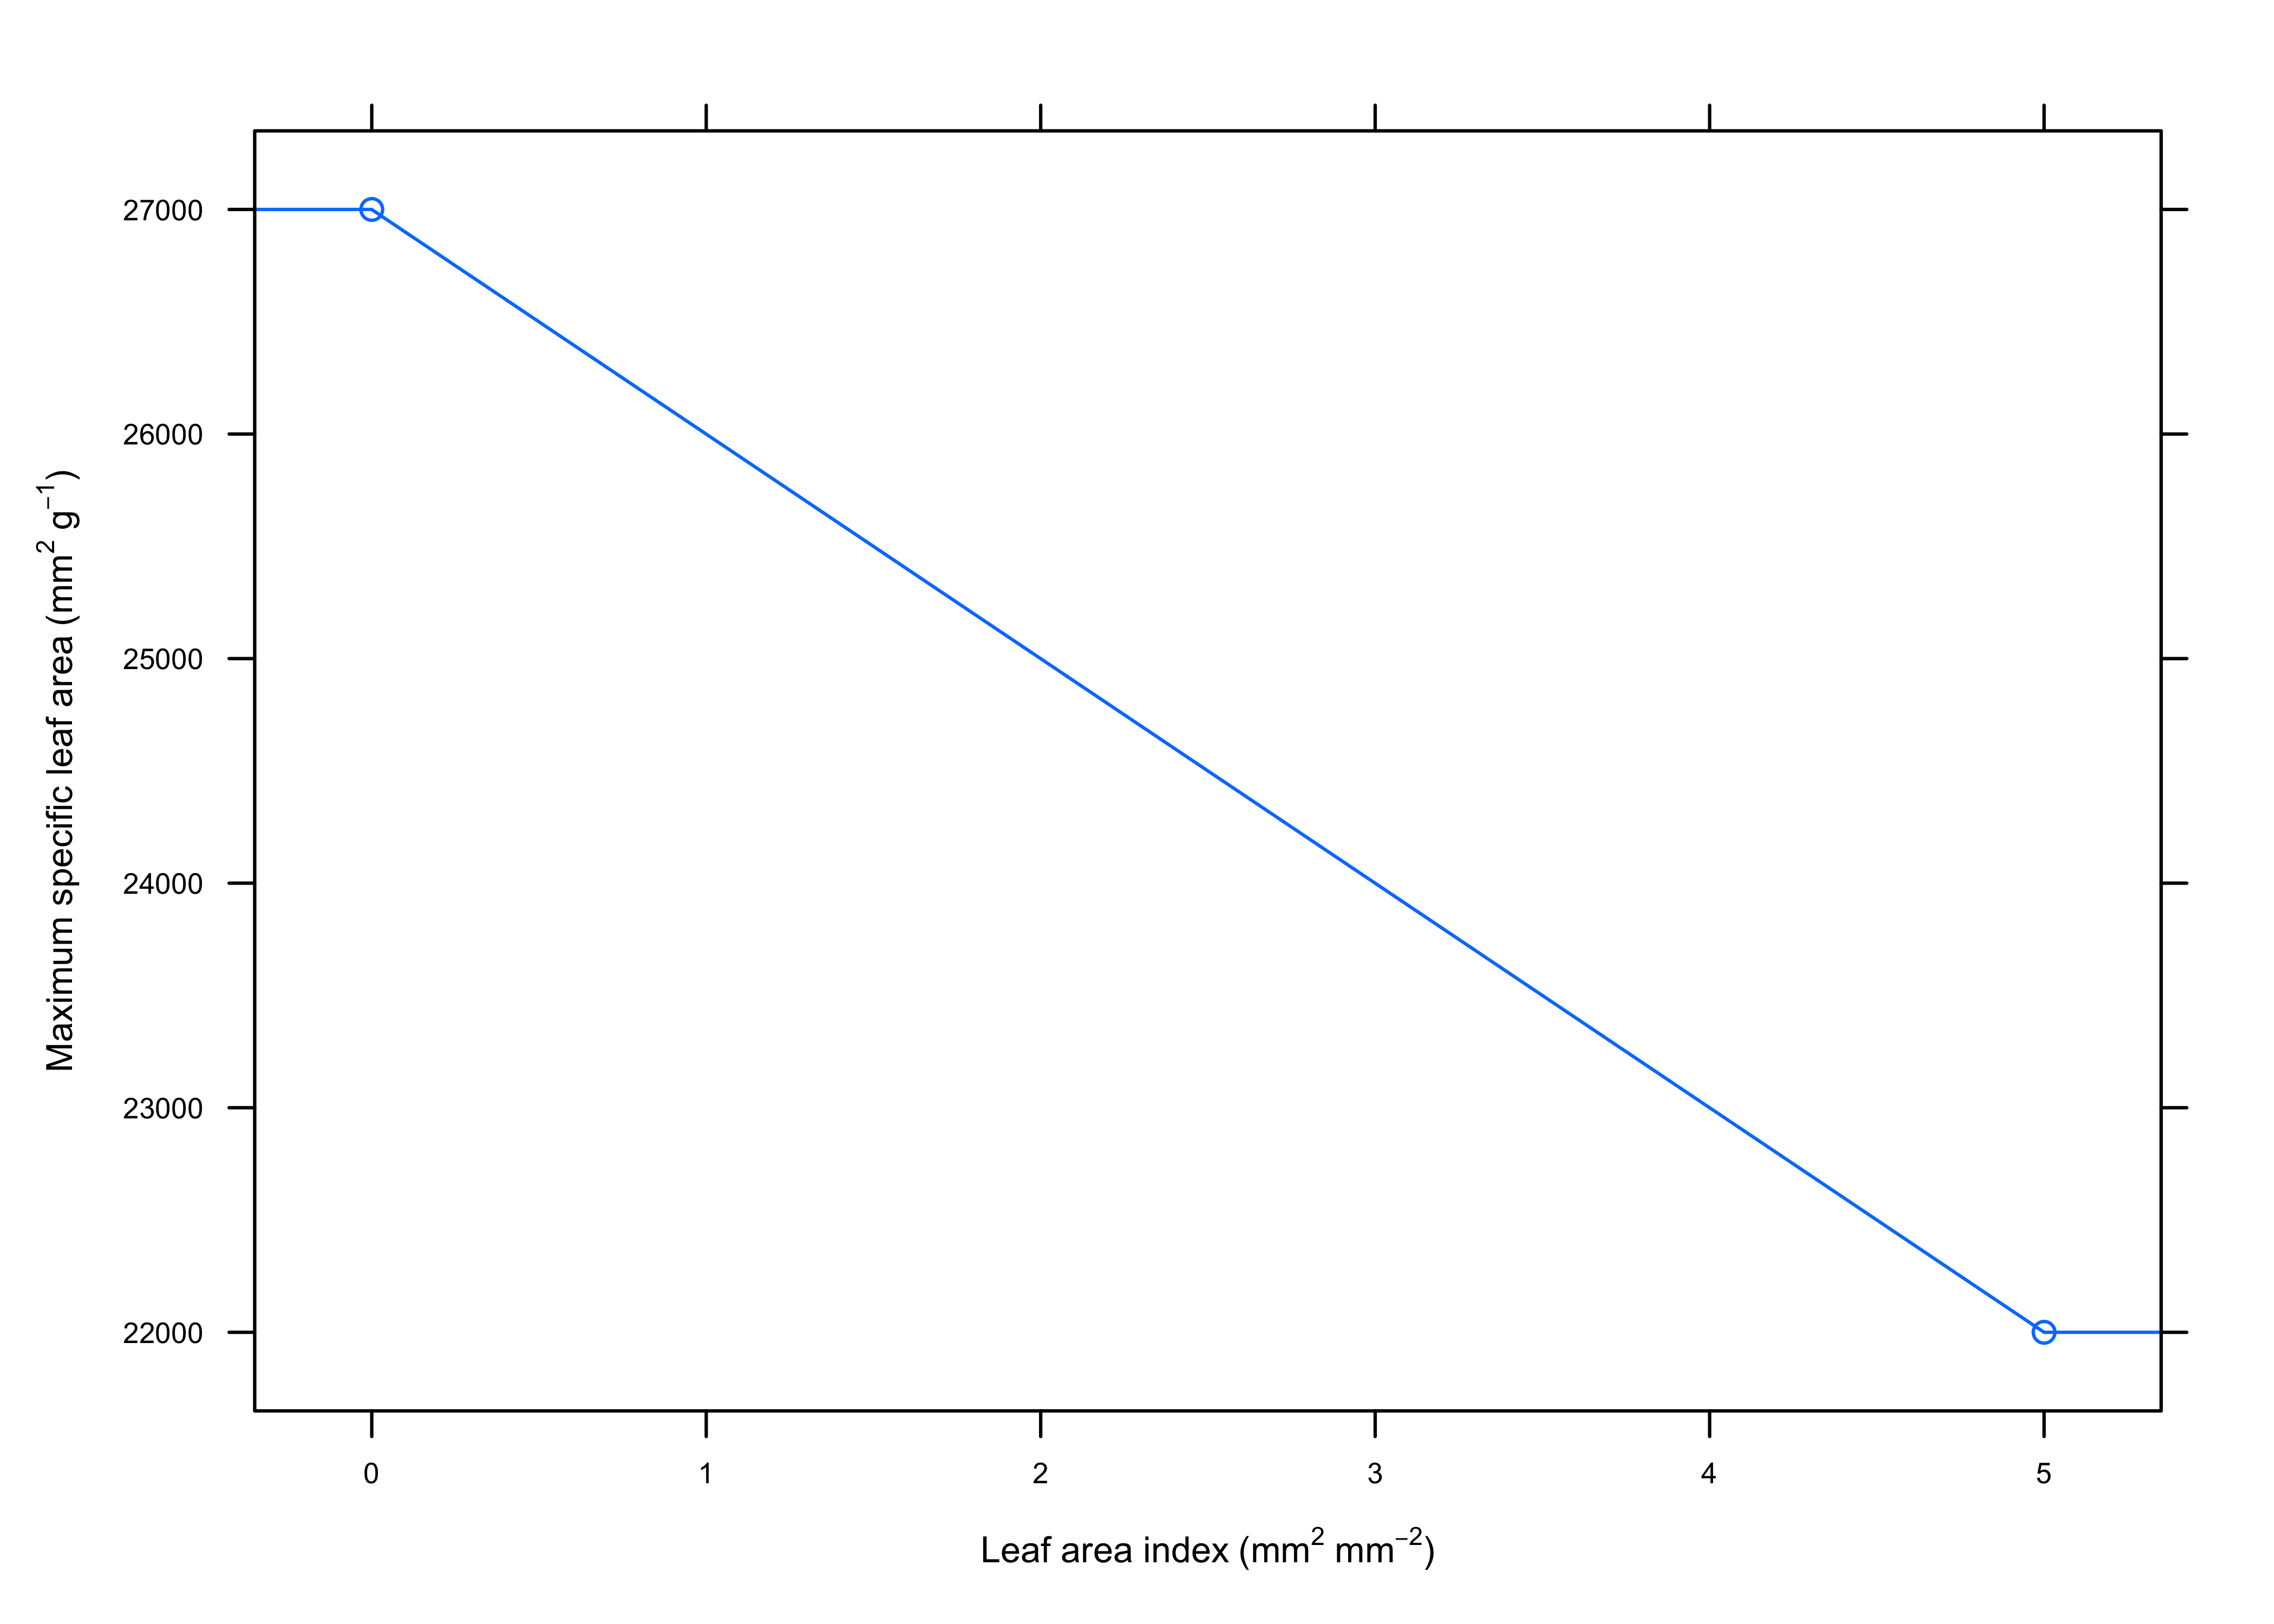 27000
26000
25000
24000
23000
22000
Maximum specific leaf area (mm² g⁻¹)
0 1 2 3 4 5
Leaf area index (mm² mm⁻²)